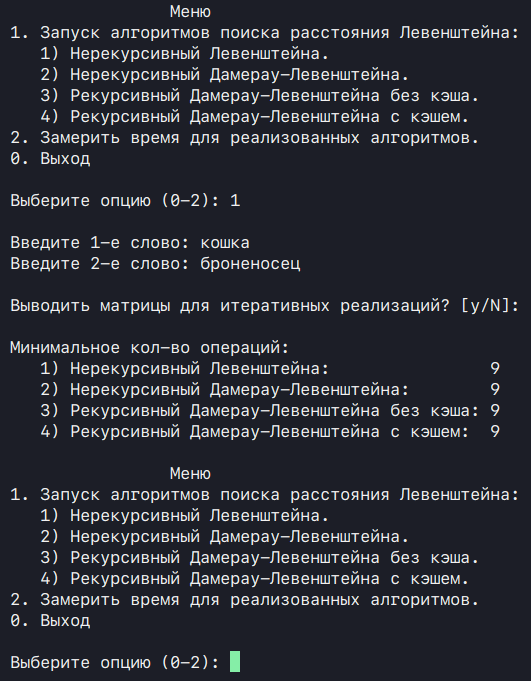 Меню
1. Запуск алгоритмов поиска расстояния Левенштейна:
1) Нерекурсивный Левенштейна.
2) Нерекурсивный Дамерау-Левенштейна.
3) Рекурсивный Дамерау-Левенштейна без кэша.
4) Рекурсивный Дамерау-Левенштейна с кэшем.
2. Замерить время для реализованных алгоритмов.
0. Выход
Выберите опцию (0-2): 1
Введите 1-е слово: кошка
Введите 2-е слово: броненосец
Выводить матрицы для итеративных реализаций? [y/N]:
Минимальное кол-во операций:
1) Нерекурсивный Левенштейна: 9
2) Нерекурсивный Дамерау-Левенштейна: 9
3) Рекурсивный Дамерау-Левенштейна без кэша: 9
4) Рекурсивный Дамерау-Левенштейна с кэшем: 9
Меню
1. Запуск алгоритмов поиска расстояния Левенштейна:
1) Нерекурсивный Левенштейна.
2) Нерекурсивный Дамерау-Левенштейна.
3) Рекурсивный Дамерау-Левенштейна без кэша.
4) Рекурсивный Дамерау-Левенштейна с кэшем.
2. Замерить время для реализованных алгоритмов.
0. Выход
Выберите опцию (0-2):